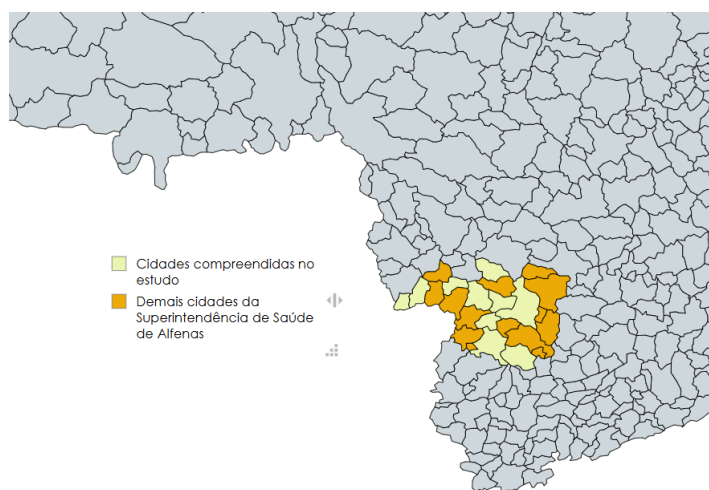 Cidades compreendidas no
estudo
Demais cidades da
Superintendência de Saúde
de Alfenas